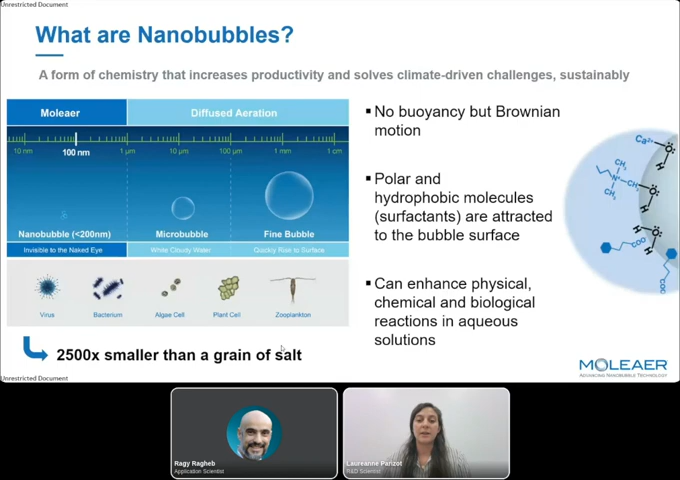 Unrestricted Document
What are Nanobubbles?
A form of chemistry that increases productivity and solves climate-driven challenges, sustainably
Moleaer
Diffused Aeration
10 nm
100 nm
1 µm
10 µm
100 µm
1 mm
1 cm
Nanobubble (<200nm)
Microbubble
Fine Bubble
Invisible to the Naked Eye
White Cloudy Water
Quickly Rise to Surface
Virus
Bacterium
Algae Cell
Plant Cell
Zooplankton
2500x smaller than a grain of salt
▪ No buoyancy but Brownian
motion
▪ Polar and
hydrophobic molecules
(surfactants) are attracted
to the bubble surface
▪ Can enhance physical,
chemical and biological
reactions in aqueous
solutions
Ca²⁺
O
H
H
CH₃
N⁺
CH₃
CH₃
O
H
H
O
H
H
COO
COO
MOLEAER
ADVANCING NANOBUBBLE TECHNOLOGY
Unrestricted Document
Ragy Ragheb
Application Scientist
Laureanne Parizot
R&D Scientist